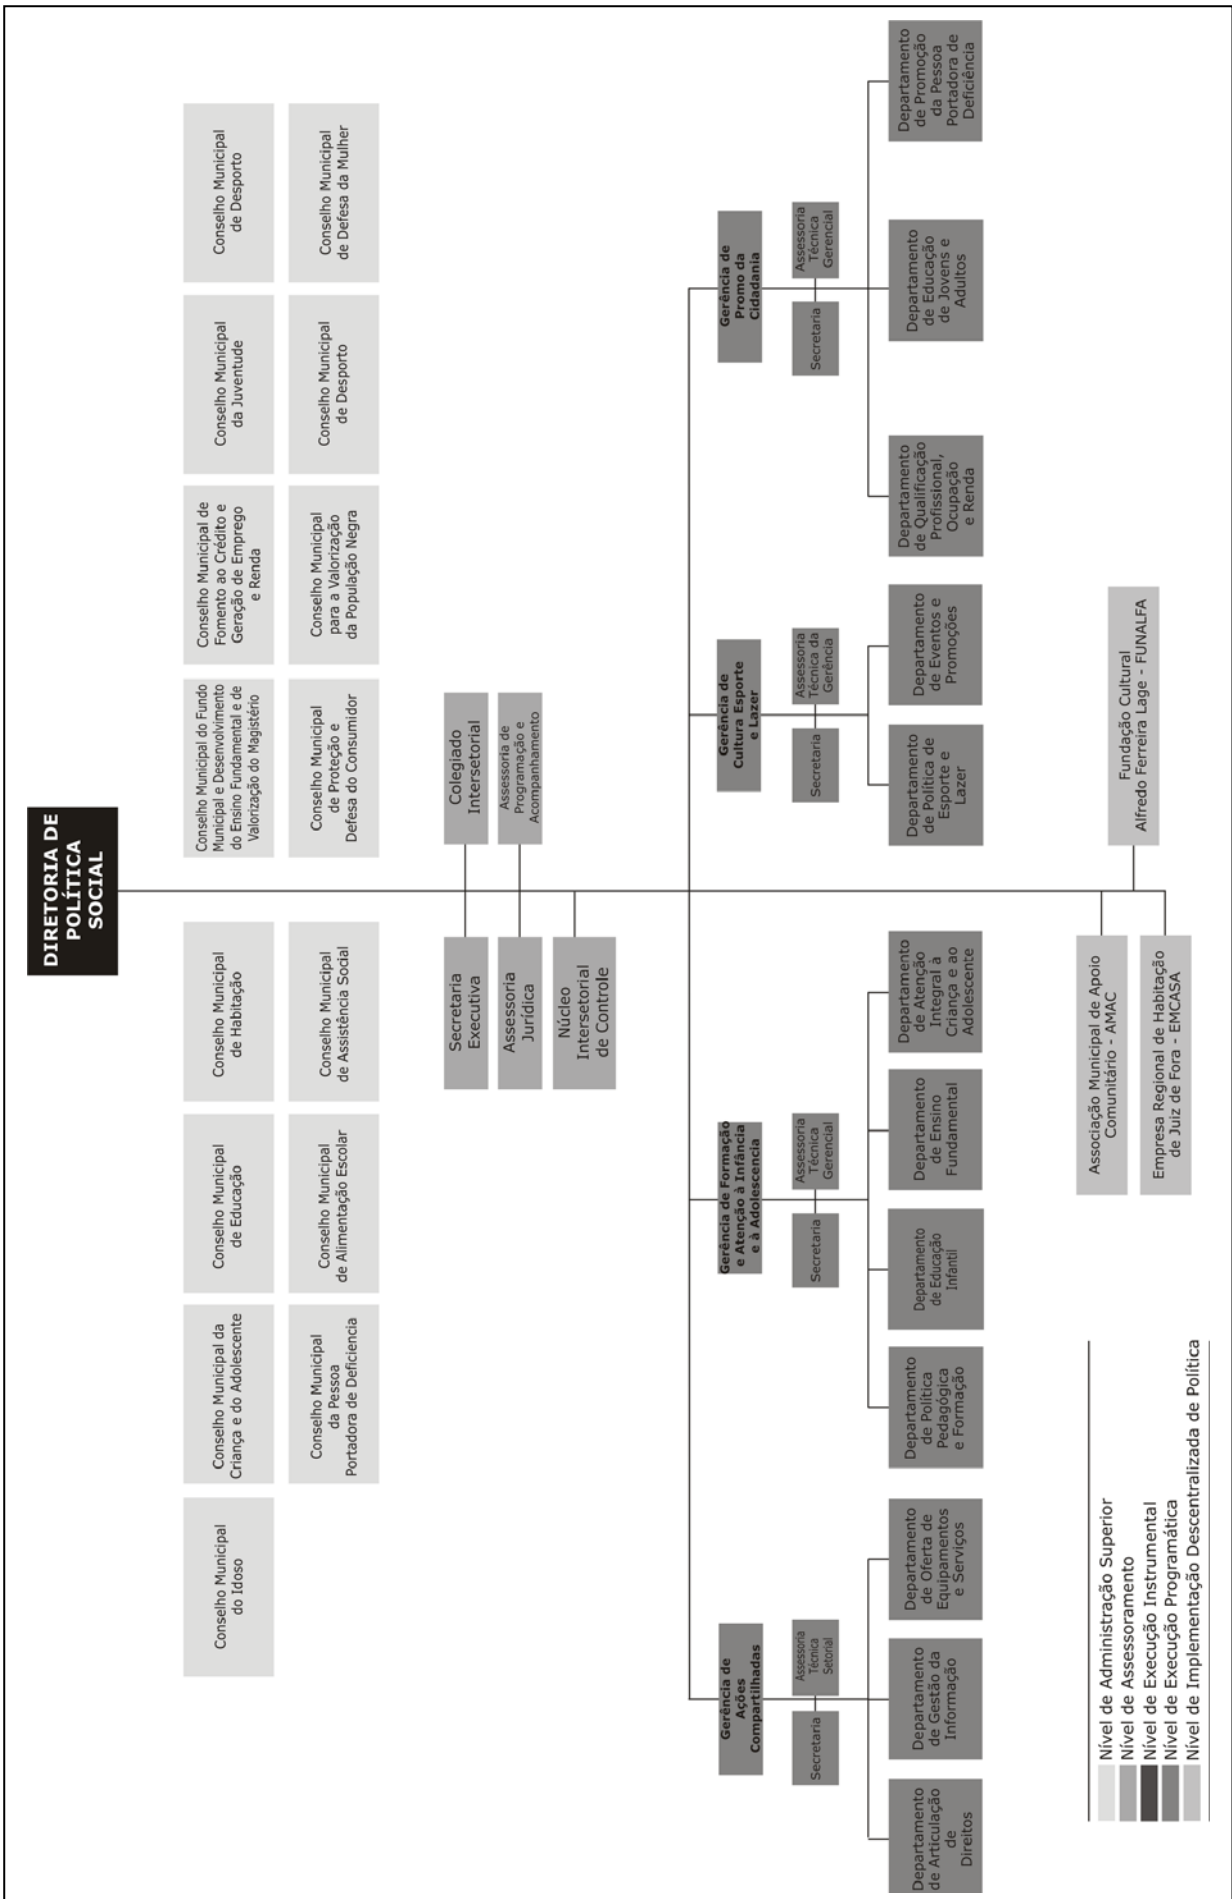 DIRETORIA DE
POLÍTICA
SOCIAL
Conselho Municipal
do Idoso
Conselho Municipal da
Criança e do Adolescente
Conselho Municipal
de Educação
Conselho Municipal
de Habitação
Conselho Municipal do Fundo
Municipal e Desenvolvimento
do Ensino Fundamental e de
Valorização do Magistério
Conselho Municipal de
Fomento ao Crédito e
Geração de Emprego
e Renda
Conselho Municipal
da Juventude
Conselho Municipal
de Desporto
Conselho Municipal
da Pessoa
Portadora de Deficiencia
Conselho Municipal
de Alimentação Escolar
Conselho Municipal
de Assistência Social
Conselho Municipal
de Proteção e
Defesa do Consumidor
Conselho Municipal
para a Valorização
da População Negra
Conselho Municipal
de Desporto
Conselho Municipal
de Defesa da Mulher
Secretaria
Executiva
Colegiado
Intersetorial
Assessoria
Jurídica
Assessoria de
Programação e
Acompanhamento
Núcleo
Intersetorial
de Controle
Gerência de
Ações
Compartilhadas
Secretaria
Assessoria
Técnica
Setorial
Departamento
de Articulação
de
Direitos
Departamento
de Gestão da
Informação
Departamento
de Oferta de
Equipamentos
e Serviços
Gerência de Formação
e Atenção à Infância
e à Adolescencia
Secretaria
Assessoria
Técnica
Gerencial
Departamento
de Política
Pedagógica
e Formação
Departamento
de Educação
Infantil
Departamento
de Ensino
Fundamental
Departamento
de Atenção
Integral à
Criança e ao
Adolescente
Gerência de
Cultura Esporte
e Lazer
Secretaria
Assessoria
Técnica da
Gerência
Departamento
de Política de
Esporte e
Lazer
Departamento
de Eventos e
Promoções
Gerência de
Promo da
Cidadania
Secretaria
Assessoria
Técnica
Gerencial
Departamento
de Qualificação
Profissional,
Ocupação
e Renda
Departamento
de Educação
de Jovens e
Adultos
Departamento
de Promoção
da Pessoa
Portadora de
Deficiência
Associação Municipal de Apoio
Comunitário - AMAC
Fundação Cultural
Alfredo Ferreira Lage - FUNALFA
Empresa Regional de Habitação
de Juiz de Fora - EMCASA
Nível de Administração Superior
Nível de Assessoramento
Nível de Execução Instrumental
Nível de Execução Programática
Nível de Implementação Descentralizada de Política